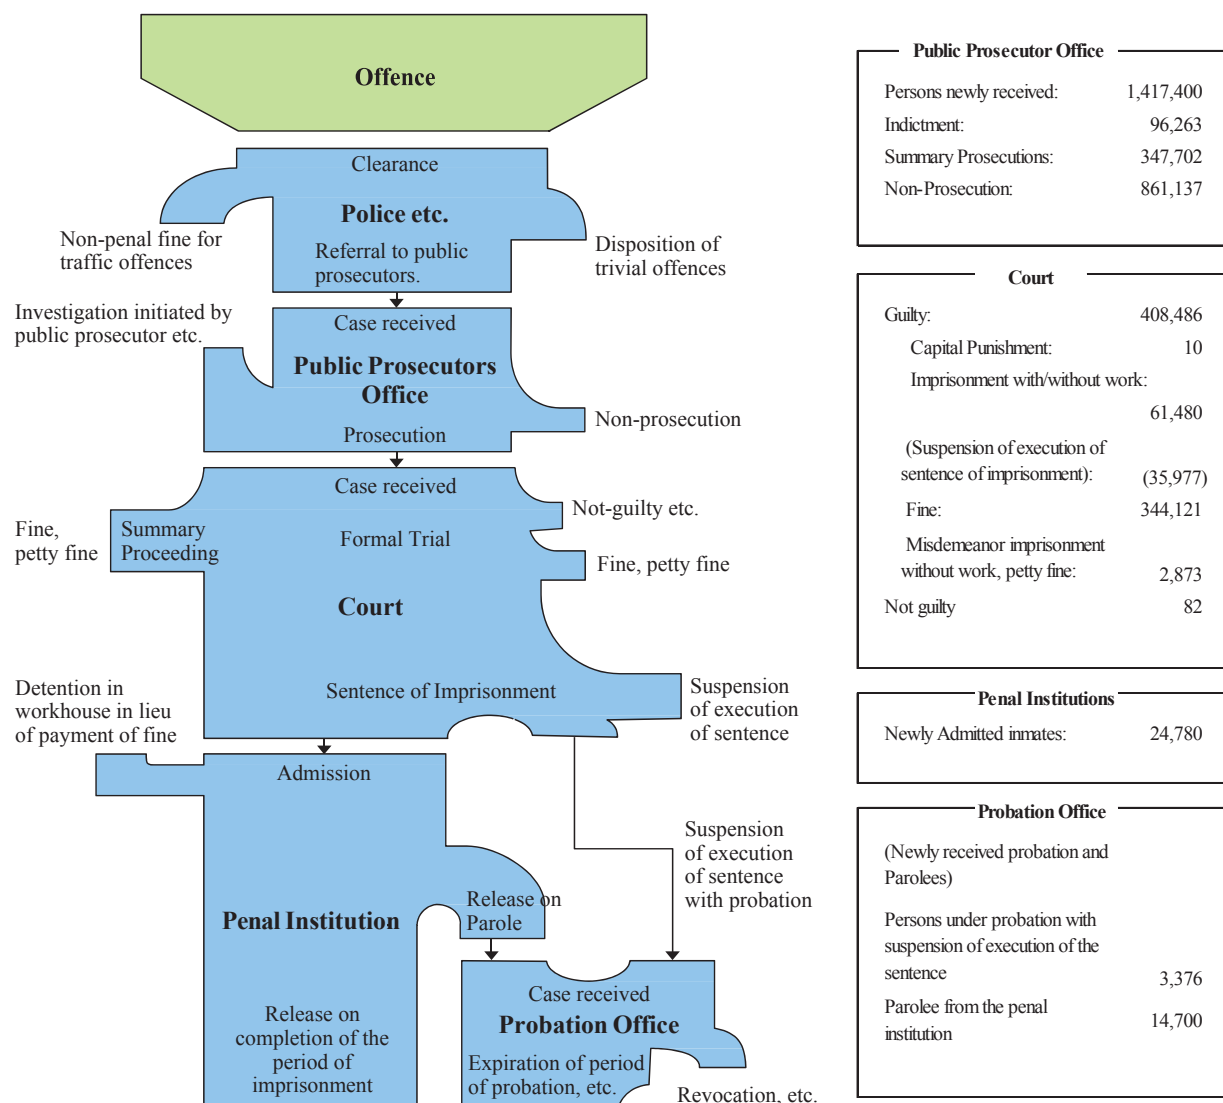 Offence
Clearance
Police etc.
Non-penal fine for
traffic offences
Referral to public
prosecutors.
Disposition of
trivial offences
Investigation initiated by
public prosecutor etc.
Case received
Public Prosecutors
Office
Non-prosecution
Prosecution
Case received
Not-guilty etc.
Fine,
petty fine
Summary
Proceeding
Formal Trial
Fine, petty fine
Court
Sentence of Imprisonment
Suspension
of execution
of sentence
Detention in
workhouse in lieu
of payment of fine
Admission
Suspension
of execution
of sentence
with probation
Release on
Parole
Penal Institution
Case received
Probation Office
Release on
completion of the
period of
imprisonment
Expiration of period
of probation, etc.
Revocation, etc.
Public Prosecutor Office
Persons newly received: 1,417,400
Indictment: 96,263
Summary Prosecutions: 347,702
Non-Prosecution: 861,137
Court
Guilty: 408,486
Capital Punishment: 10
Imprisonment with/without work:
61,480
(Suspension of execution of
sentence of imprisonment): (35,977)
Fine: 344,121
Misdemeanor imprisonment
without work, petty fine: 2,873
Not guilty 82
Penal Institutions
Newly Admitted inmates: 24,780
Probation Office
(Newly received probation and
Parolees)
Persons under probation with
suspension of execution of the
sentence 3,376
Parolee from the penal
institution 14,700